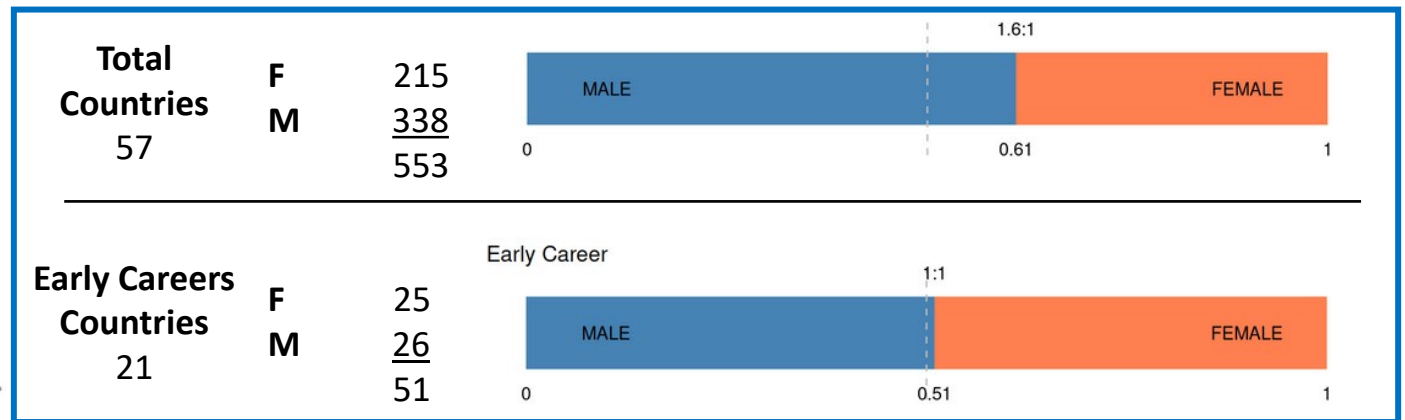 Total
Countries
57
F 215
M 338
553
1.6:1
MALE FEMALE
0 0.61 1
Early Careers
Countries
21
F 25
M 26
51
Early Career
1:1
MALE FEMALE
0 0.51 1